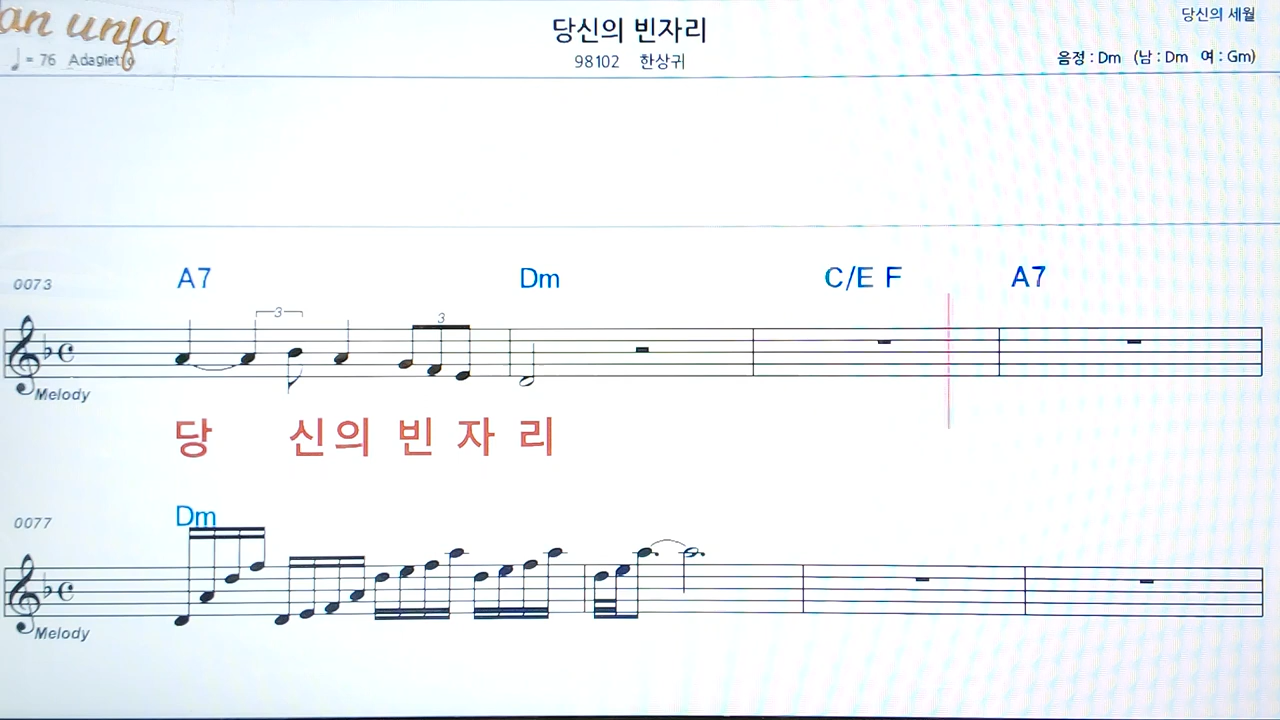 an unja
당신의 빈자리
당신의 세월
♩= 76 Adagietto
98102 한상귀
음정 : Dm (남 : Dm 여 : Gm)
A7 Dm C/E F A7
0073
3 3
Melody
당 신의 빈 자 리
Dm
0077
Melody